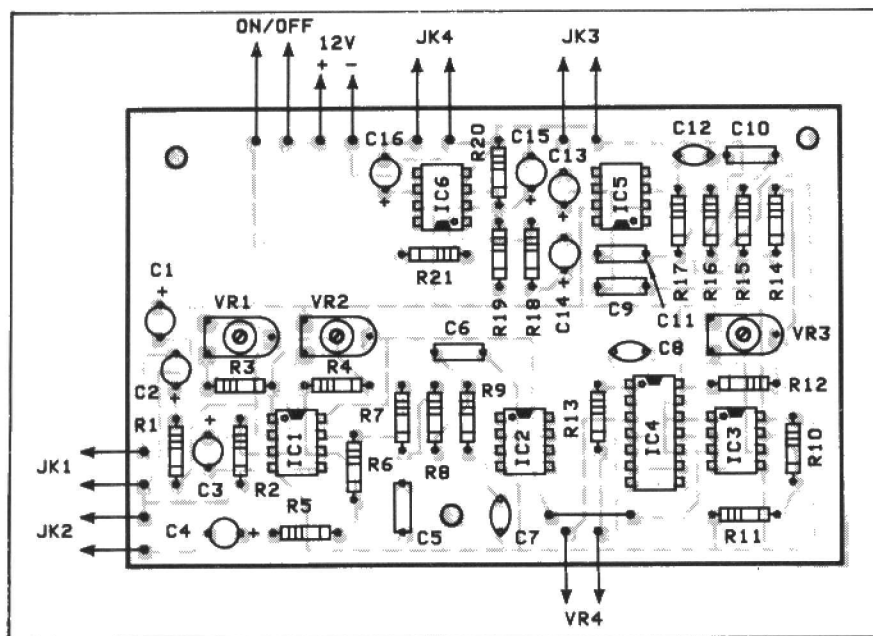 ON/OFF
12V
+ -
JK4
JK3
C16
R20
C15
C13
C12
C10
+
IC6
+
+
IC5
R21
R19
R18
+
C14
R17
R16
R15
R14
C9
C11
C1
+
VR1
VR2
C6
C8
VR3
C2
+
R3
R4
R7
R9
R13
R12
R1
+
C3
R2
IC1
R6
R8
IC2
IC4
IC3
R10
JK1
JK2
C4
+
R5
C5
C7
R11
VR4